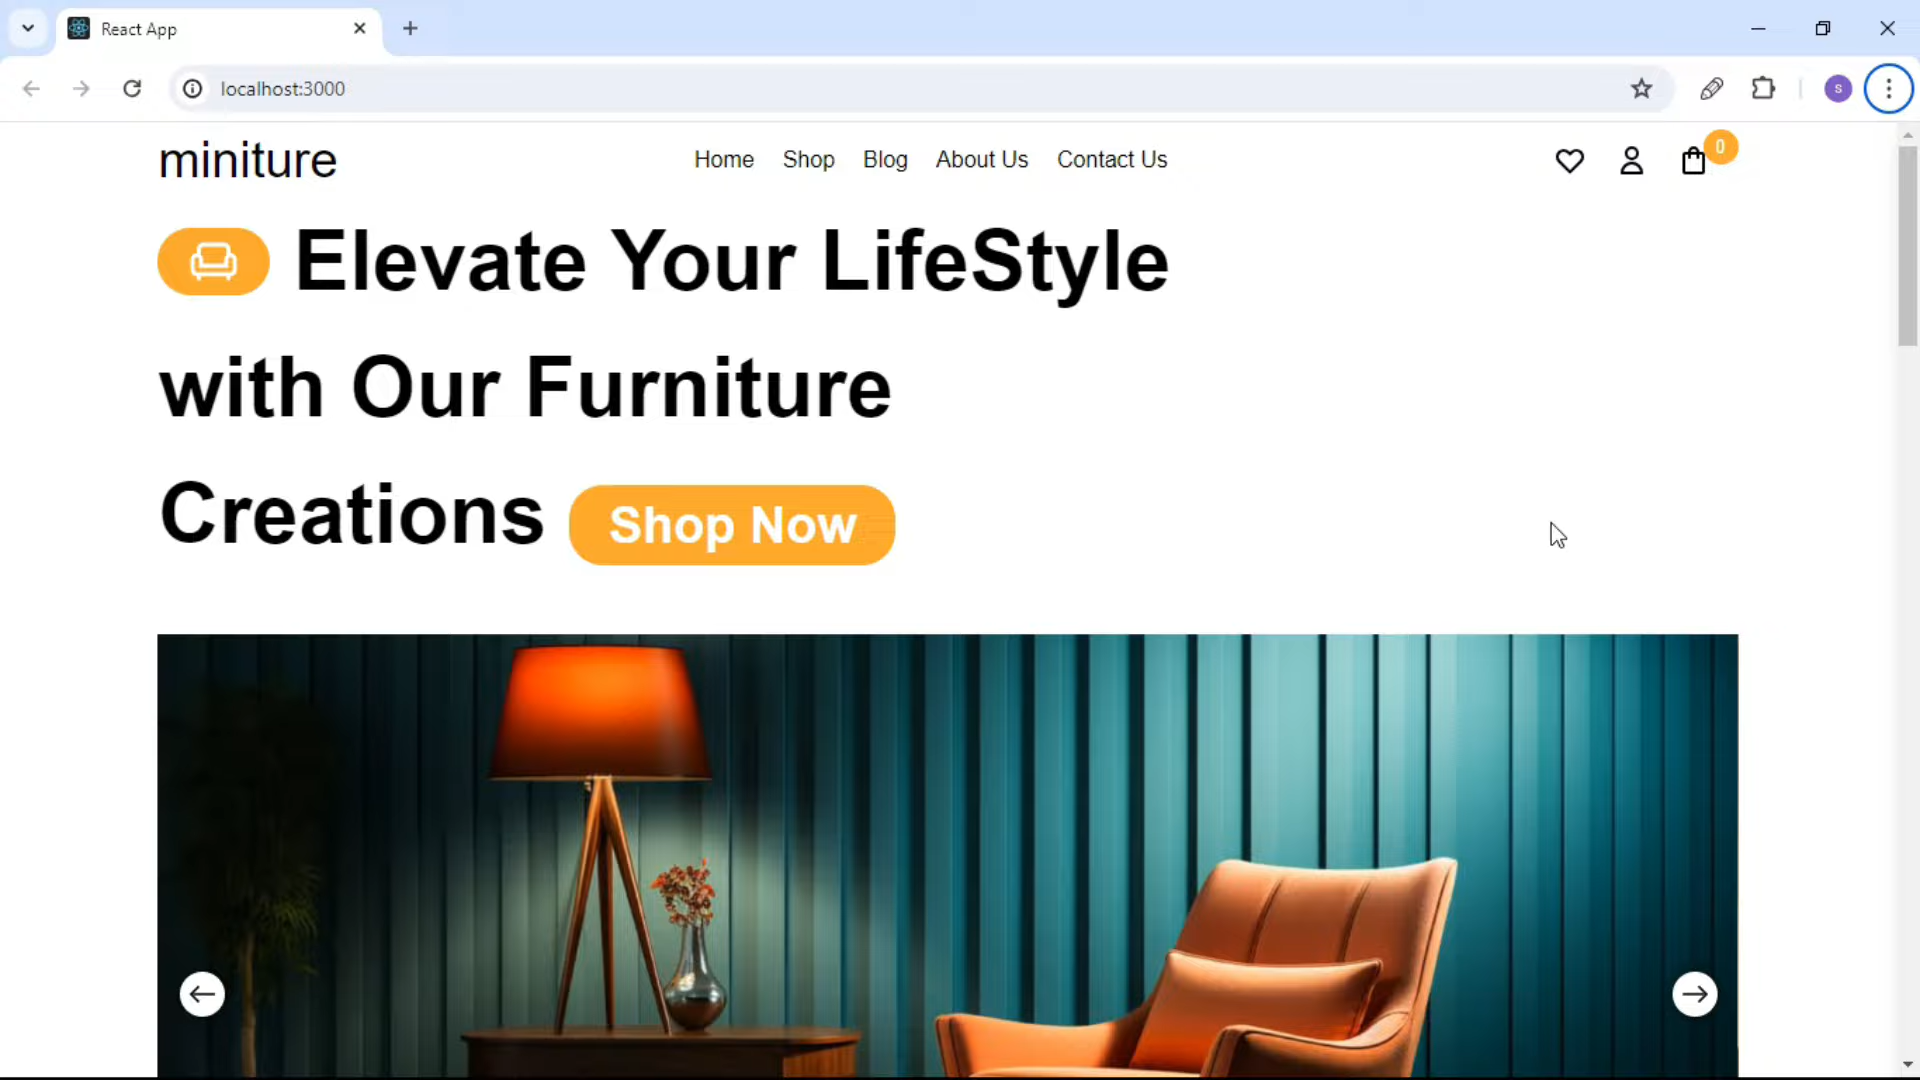 React App
localhost:3000
S
miniture
Home Shop Blog About Us Contact Us
0
Elevate Your LifeStyle
with Our Furniture
Creations Shop Now